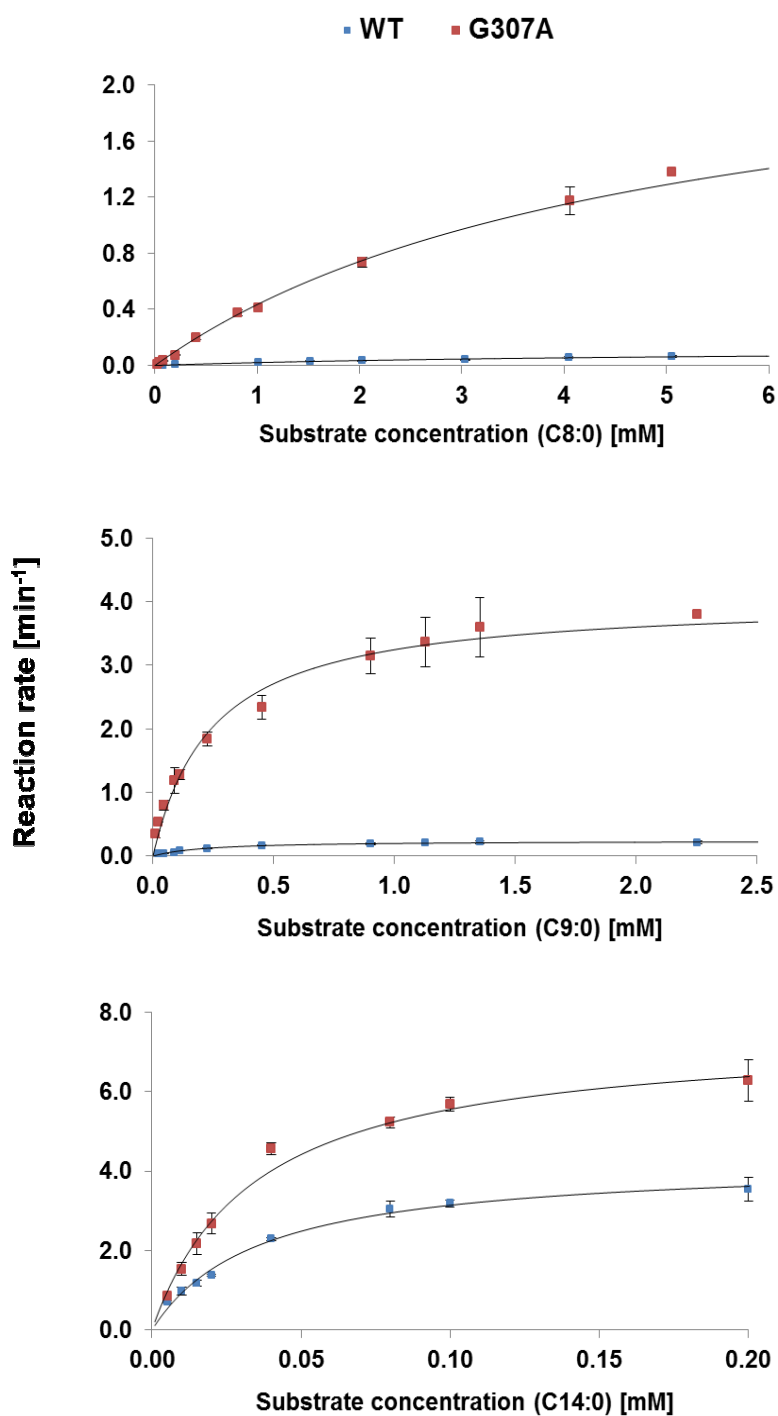 WT G307A
2.0
1.6
1.2
0.8
0.4
0.0
0 1 2 3 4 5 6
Substrate concentration (C8:0) [mM]
Reaction rate [min-1]
5.0
4.0
3.0
2.0
1.0
0.0
0.0 0.5 1.0 1.5 2.0 2.5
Substrate concentration (C9:0) [mM]
8.0
6.0
4.0
2.0
0.0
0.00 0.05 0.10 0.15 0.20
Substrate concentration (C14:0) [mM]